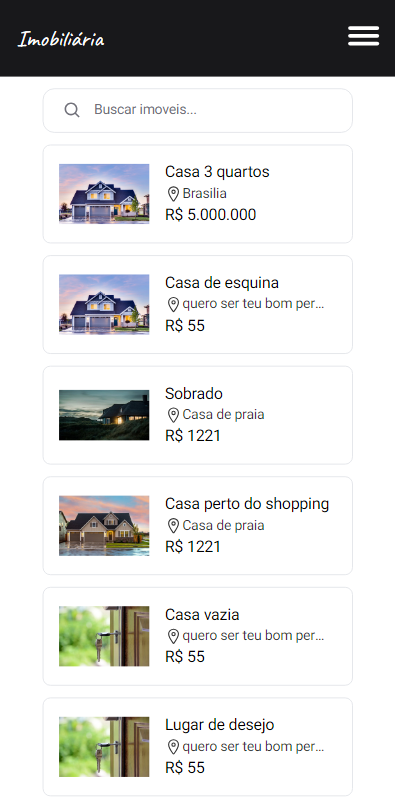 Imobiliária
Buscar imoveis...
Casa 3 quartos
Brasilia
R$ 5.000.000
Casa de esquina
quero ser teu bom per...
R$ 55
Sobrado
Casa de praia
R$ 1221
Casa perto do shopping
Casa de praia
R$ 1221
Casa vazia
quero ser teu bom per...
R$ 55
Lugar de desejo
quero ser teu bom per...
R$ 55